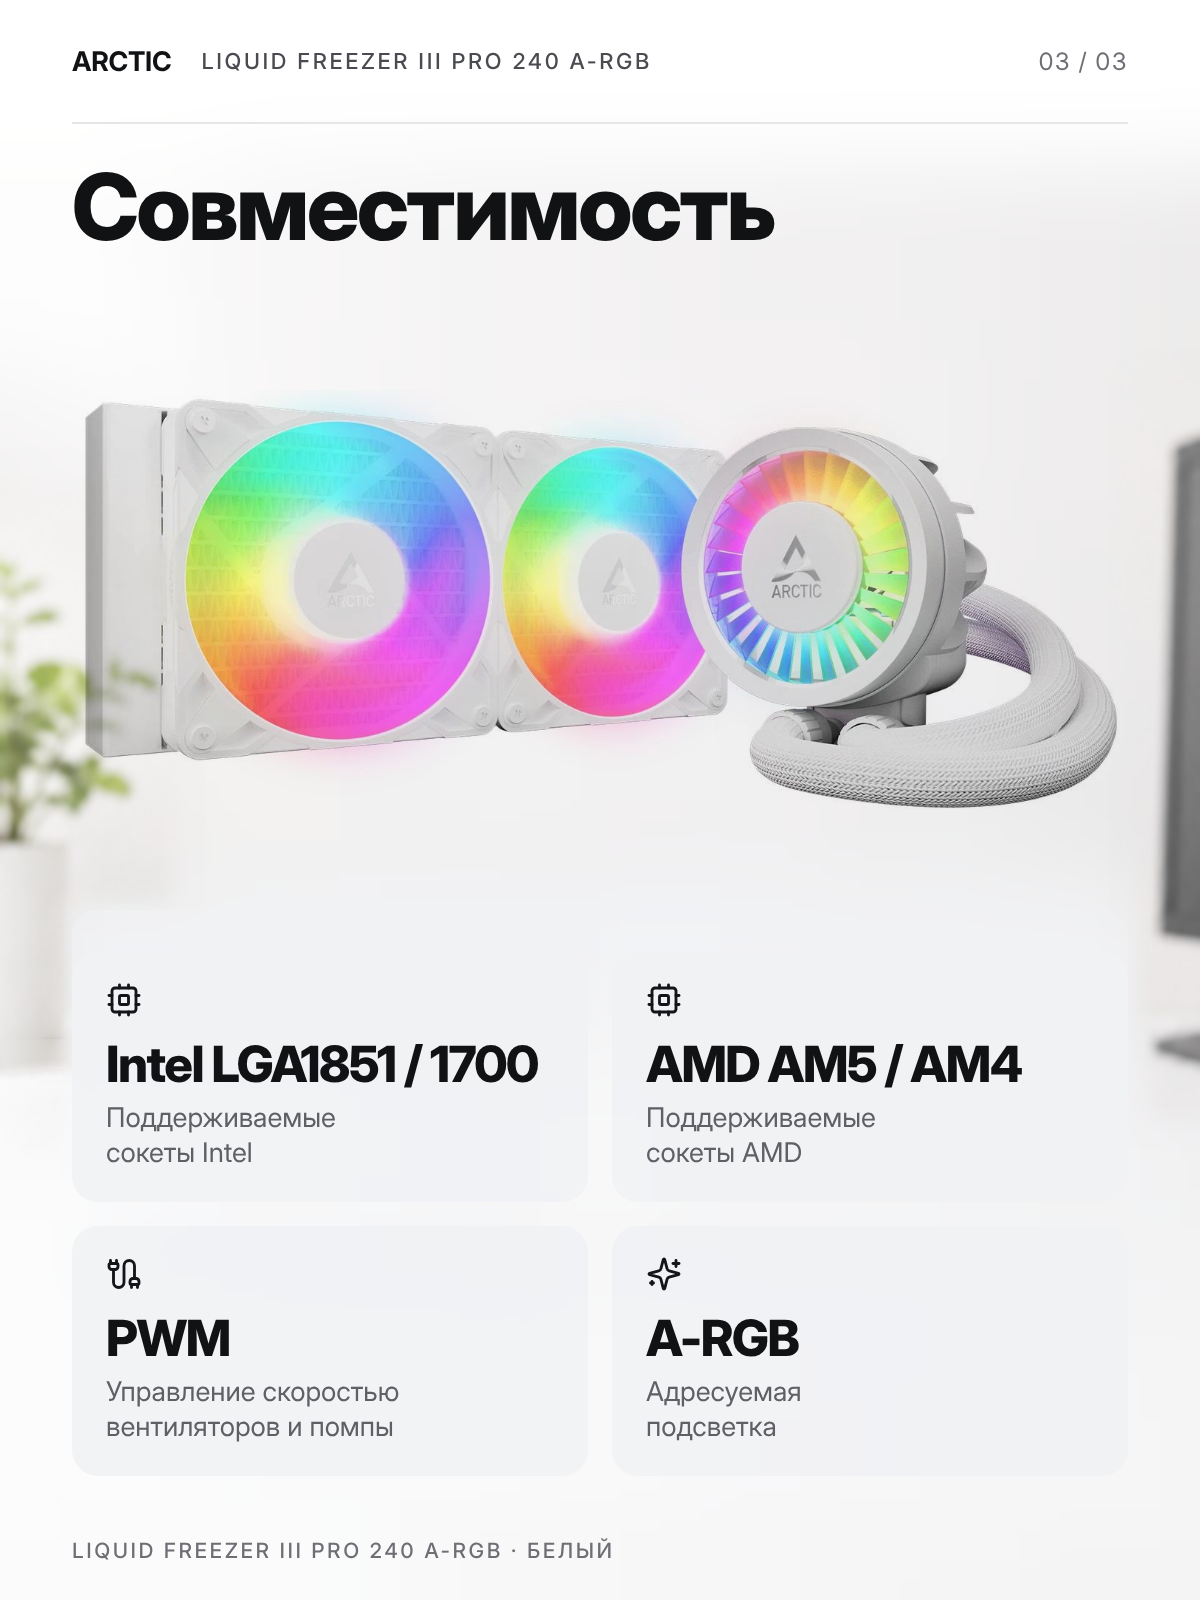 ARCTIC LIQUID FREEZER III PRO 240 A-RGB 03 / 03
Совместимость
ARCTIC
ARCTIC
ARCTIC
Intel LGA1851 / 1700
Поддерживаемые
сокеты Intel
AMD AM5 / AM4
Поддерживаемые
сокеты AMD
PWM
Управление скоростью
вентиляторов и помпы
A-RGB
Адресуемая
подсветка
LIQUID FREEZER III PRO 240 A-RGB · БЕЛЫЙ